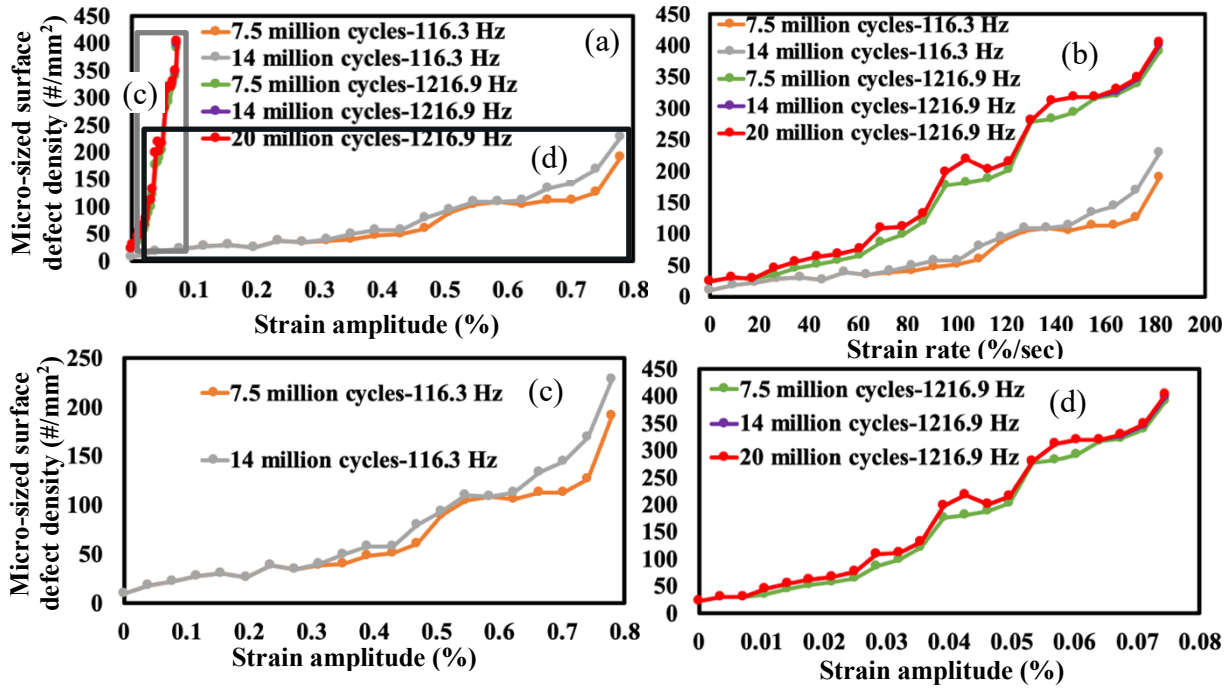 Micro-sized surface
defect density (#/mm²)
450
400
350
300
250
200
150
100
50
0
0
0.1
0.2
0.3
0.4
0.5
0.6
0.7
0.8
Strain amplitude (%)
7.5 million cycles-116.3 Hz
14 million cycles-116.3 Hz
7.5 million cycles-1216.9 Hz
14 million cycles-1216.9 Hz
20 million cycles-1216.9 Hz
(a)
(c)
(d)
450
400
350
300
250
200
150
100
50
0
0
20
40
60
80
100
120
140
160
180
200
Strain rate (%/sec)
7.5 million cycles-116.3 Hz
14 million cycles-116.3 Hz
7.5 million cycles-1216.9 Hz
14 million cycles-1216.9 Hz
20 million cycles-1216.9 Hz
(b)
Micro-sized surface
defect density (#/mm²)
250
200
150
100
50
0
0
0.1
0.2
0.3
0.4
0.5
0.6
0.7
0.8
Strain amplitude (%)
7.5 million cycles-116.3 Hz
14 million cycles-116.3 Hz
(c)
450
400
350
300
250
200
150
100
50
0
0
0.01
0.02
0.03
0.04
0.05
0.06
0.07
0.08
Strain amplitude (%)
7.5 million cycles-1216.9 Hz
14 million cycles-1216.9 Hz
20 million cycles-1216.9 Hz
(d)